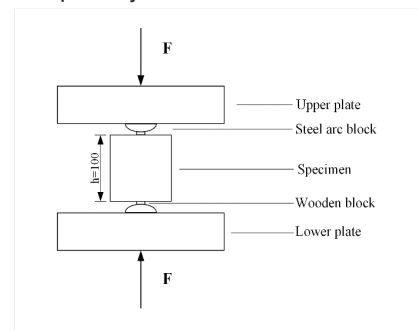 F
Upper plate
Steel arc block
h=100
Specimen
Wooden block
Lower plate
F